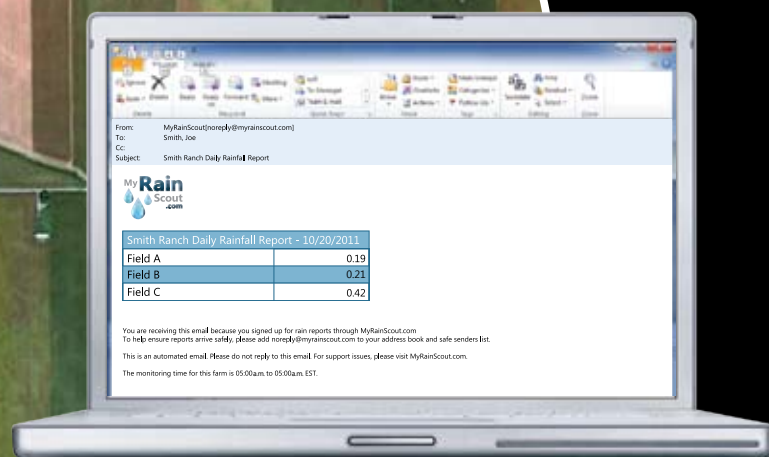 From: MyRainScout[noreply@myrainscout.com]
To: Smith, Joe
Cc:
Subject: Smith Ranch Daily Rainfall Report
My Rain
Scout
.com
Smith Ranch Daily Rainfall Report - 10/20/2011
Field A 0.19
Field B 0.21
Field C 0.42
You are receiving this email because you signed up for rain reports through MyRainScout.com
To help ensure reports arrive safely, please add noreply@myrainscout.com to your address book and safe senders list.
This is an automated email. Please do not reply to this email. For support issues, please visit MyRainScout.com.
The monitoring time for this farm is 05:00a.m. to 05:00a.m. EST.